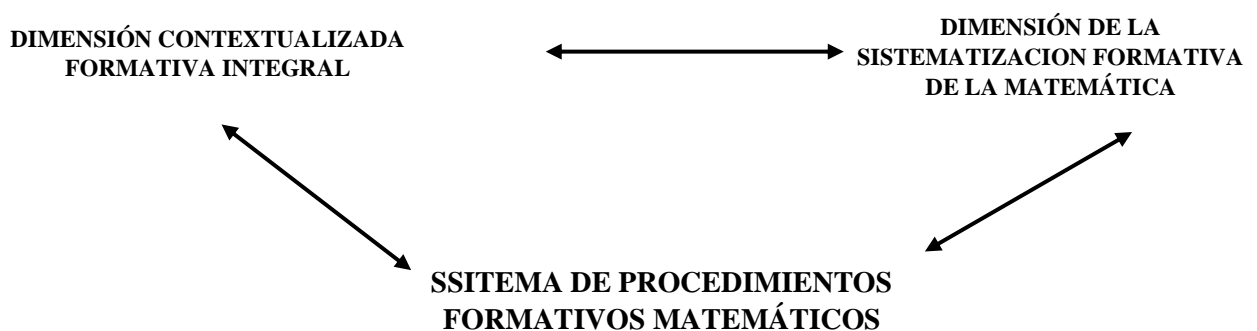 DIMENSIÓN CONTEXTUALIZADA
FORMATIVA INTEGRAL
DIMENSIÓN DE LA
SISTEMATIZACION FORMATIVA
DE LA MATEMÁTICA
SSITEMA DE PROCEDIMIENTOS
FORMATIVOS MATEMÁTICOS